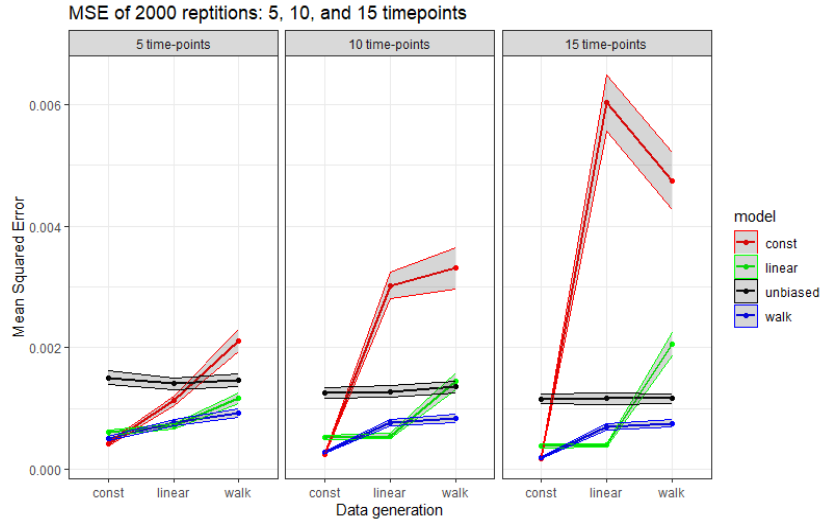 MSE of 2000 reptitions: 5, 10, and 15 timepoints
5 time-points
10 time-points
15 time-points
0.006
0.004
0.002
0.000
Mean Squared Error
const
linear
walk
const
linear
walk
const
linear
walk
Data generation
model
const
linear
unbiased
walk